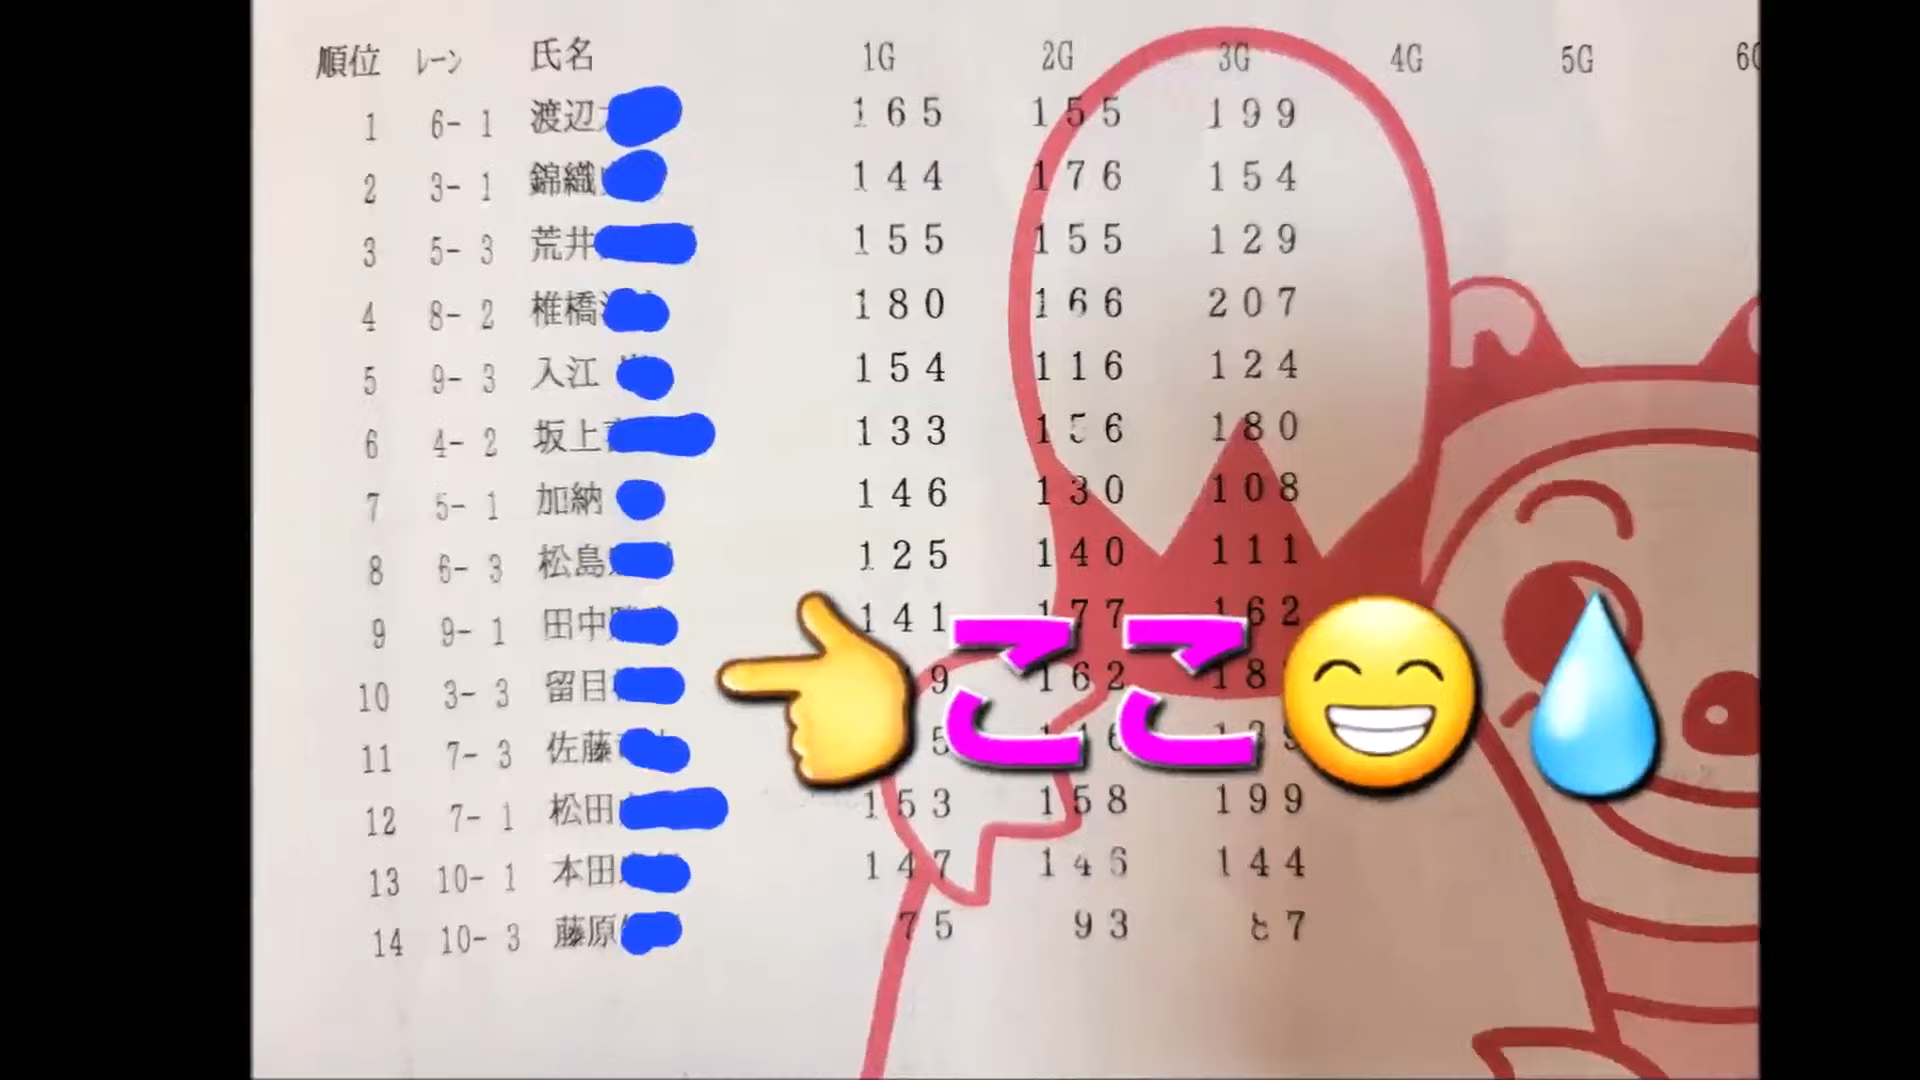 順位 レーン 氏名 1G 2G 3G 4G 5G
1 6- 1 渡辺 165 155 199
2 3- 1 錦織 144 176 154
3 5- 3 荒井 155 155 129
4 8- 2 椎橋 180 166 207
5 9- 3 入江 154 116 124
6 4- 2 坂上 133 156 180
7 5- 1 加納 146 130 108
8 6- 3 松島 125 140 111
9 9- 1 田中 141 177 162
10 3- 3 留目 162
11 7- 3 佐藤
ここ
12 7- 1 松田 153 158 199
13 10- 1 本田 147 146 144
14 10- 3 藤原 75 93 87